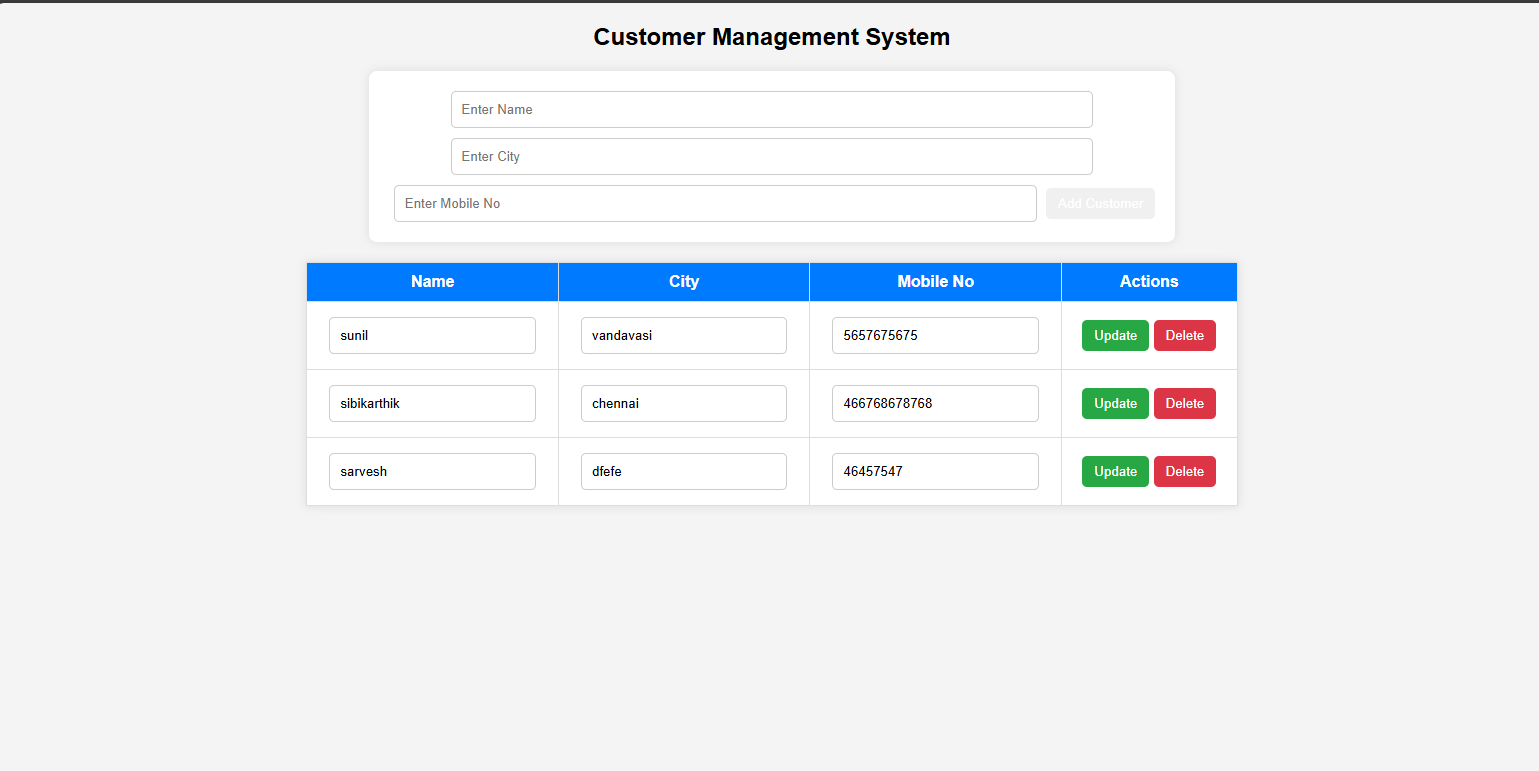 Customer Management System
Enter Name
Enter City
Enter Mobile No Add Customer
Name City Mobile No Actions
sunil vandavasi 5657675675 Update Delete
sibikarthik chennai 466768678768 Update Delete
sarvesh dfefe 46457547 Update Delete